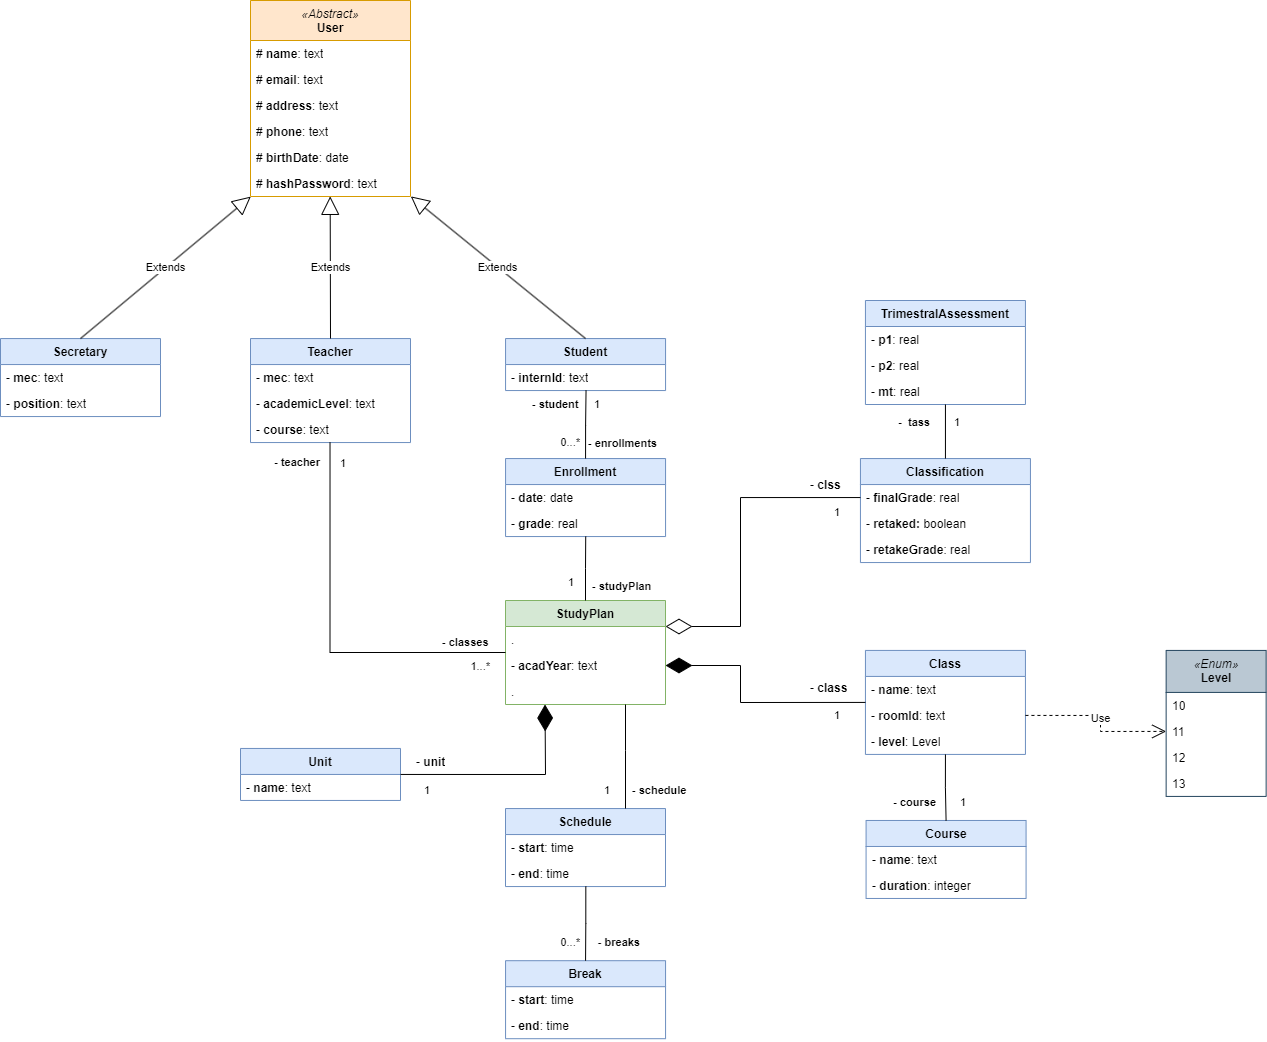 «Abstract»
User
# name: text
# email: text
# address: text
# phone: text
# birthDate: date
# hashPassword: text
Extends
Extends
Extends
Secretary
- mec: text
- position: text
Teacher
- mec: text
- academicLevel: text
- course: text
- teacher 1
Student
- internId: text
- student 1
0...* - enrollments
Enrollment
- date: date
- grade: real
1 - studyPlan
TrimestralAssessment
- p1: real
- p2: real
- mt: real
- tass 1
Classification
- finalGrade: real
- retaked: boolean
- retakeGrade: real
- clss
1
StudyPlan
.
- acadYear: text
.
- classes
1...*
- class
1
Class
- name: text
- roomId: text
- level: Level
Use
«Enum»
Level
10
11
12
13
Unit
- name: text
- unit
1
1 - schedule
Schedule
- start: time
- end: time
- course 1
Course
- name: text
- duration: integer
0...* - breaks
Break
- start: time
- end: time